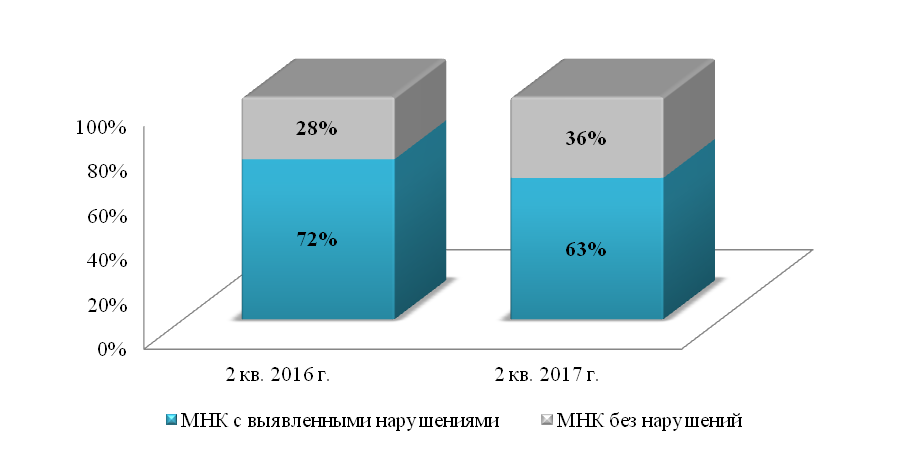 100%
80%
60%
40%
20%
0%
28%
72%
36%
63%
2 кв. 2016 г.
2 кв. 2017 г.
МНК с выявленными нарушениями
МНК без нарушений